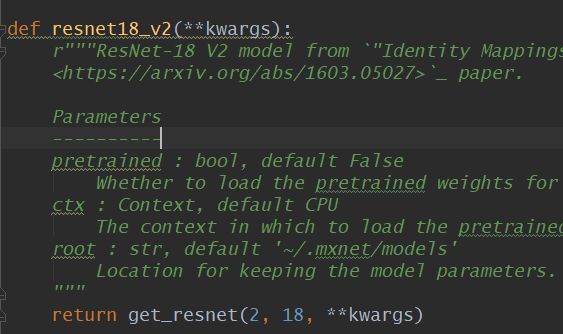 def resnet18_v2(**kwargs):
r"""ResNet-18 V2 model from `"Identity Mappings
<https://arxiv.org/abs/1603.05027>`_ paper.
Parameters
----------
pretrained : bool, default False
Whether to load the pretrained weights for
ctx : Context, default CPU
The context in which to load the pretrained
root : str, default '~/.mxnet/models'
Location for keeping the model parameters.
"""
return get_resnet(2, 18, **kwargs)